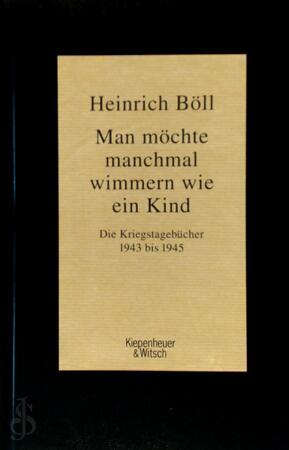 Heinrich Böll
Man möchte
manchmal
wimmern wie
ein Kind
Die Kriegstagebücher
1943 bis 1945
Kiepenheuer
& Witsch